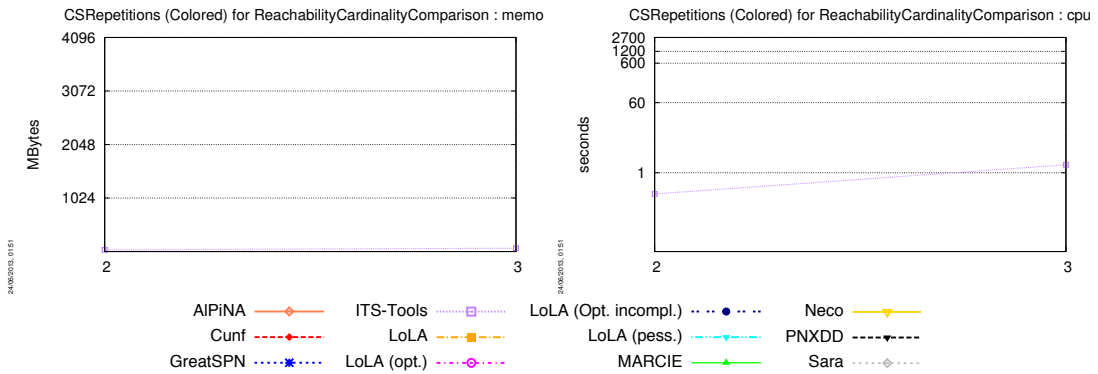 CSRepetitions (Colored) for ReachabilityCardinalityComparison : memo
4096
3072
2048
1024
MBytes
2
3
24/06/2013, 01:51
CSRepetitions (Colored) for ReachabilityCardinalityComparison : cpu
2700
1200
600
60
1
seconds
2
3
24/06/2013, 01:51
AlPiNA
Cunf
GreatSPN
ITS-Tools
LoLA
LoLA (opt.)
LoLA (Opt. incompl.)
LoLA (pess.)
MARCIE
Neco
PNXDD
Sara